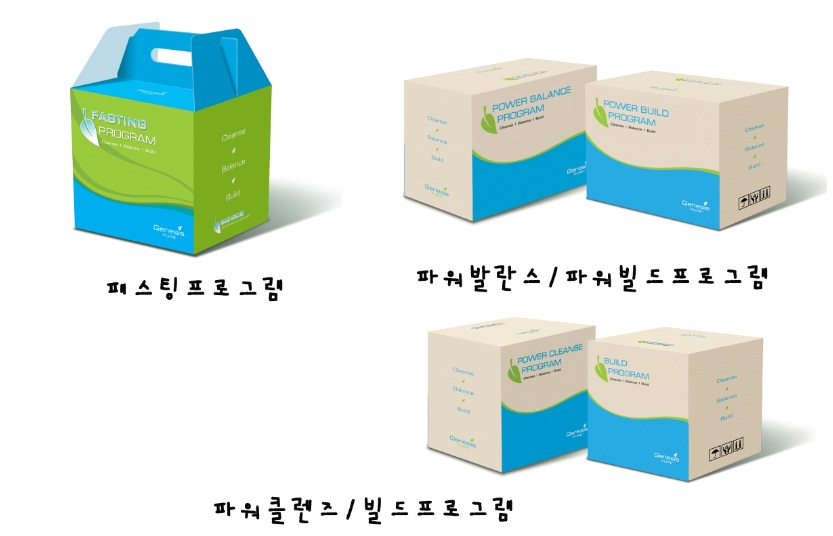 FASTING
PROGRAM
Cleanse I Balance I Build
Cleanse
Balance
Build
Genesis
PURE
패스팅프로그램
POWER BALANCE
PROGRAM
Cleanse I Balance I Build
Cleanse
Balance
Build
Genesis
PURE
POWER BUILD
PROGRAM
Cleanse I Balance I Build
Genesis
PURE
Cleanse
Balance
Build
파워발란스/파워빌드프로그램
Cleanse
Balance
Build
Genesis
PURE
POWER CLEANSE
PROGRAM
Cleanse I Balance I Build
BUILD
PROGRAM
Cleanse I Balance I Build
Genesis
PURE
Cleanse
Balance
Build
파워클렌즈/빌드프로그램